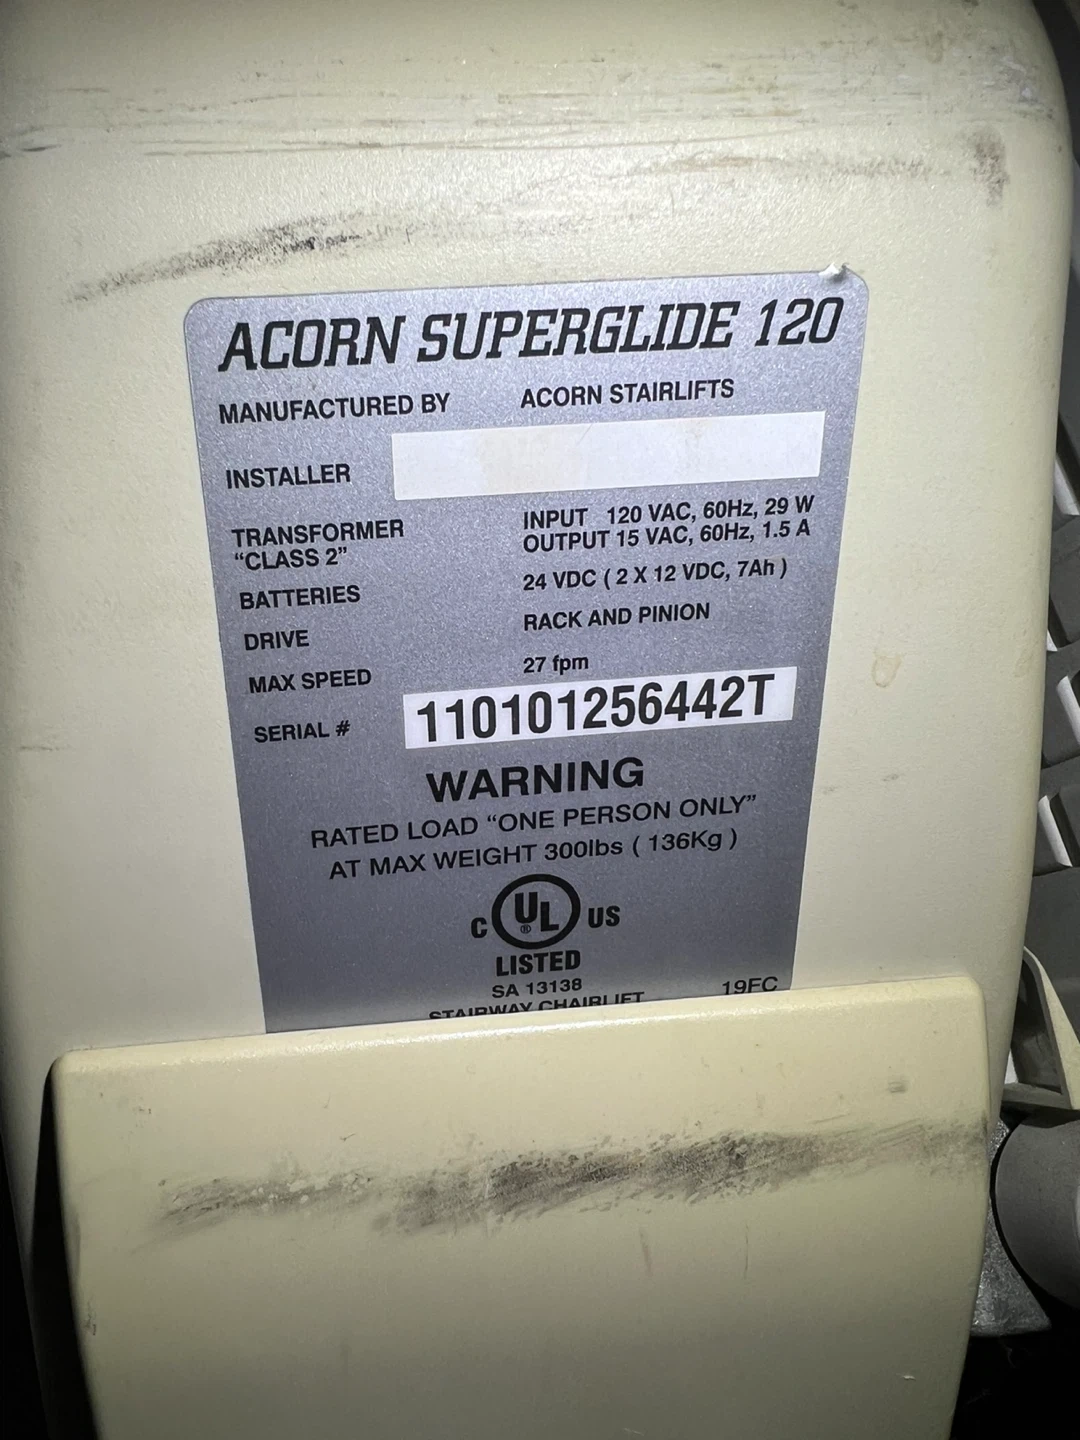 ACORN SUPERGLIDE 120
MANUFACTURED BY ACORN STAIRLIFTS
INSTALLER
TRANSFORMER "CLASS 2" INPUT 120 VAC, 60Hz, 29 W
OUTPUT 15 VAC, 60Hz, 1.5 A
BATTERIES 24 VDC ( 2 X 12 VDC, 7Ah )
DRIVE RACK AND PINION
MAX SPEED 27 fpm
SERIAL # 110101256442T
WARNING
RATED LOAD "ONE PERSON ONLY"
AT MAX WEIGHT 300lbs ( 136Kg )
C UL ® US
LISTED
SA 13138
STAIRWAY CHAIRLIFT 19FC